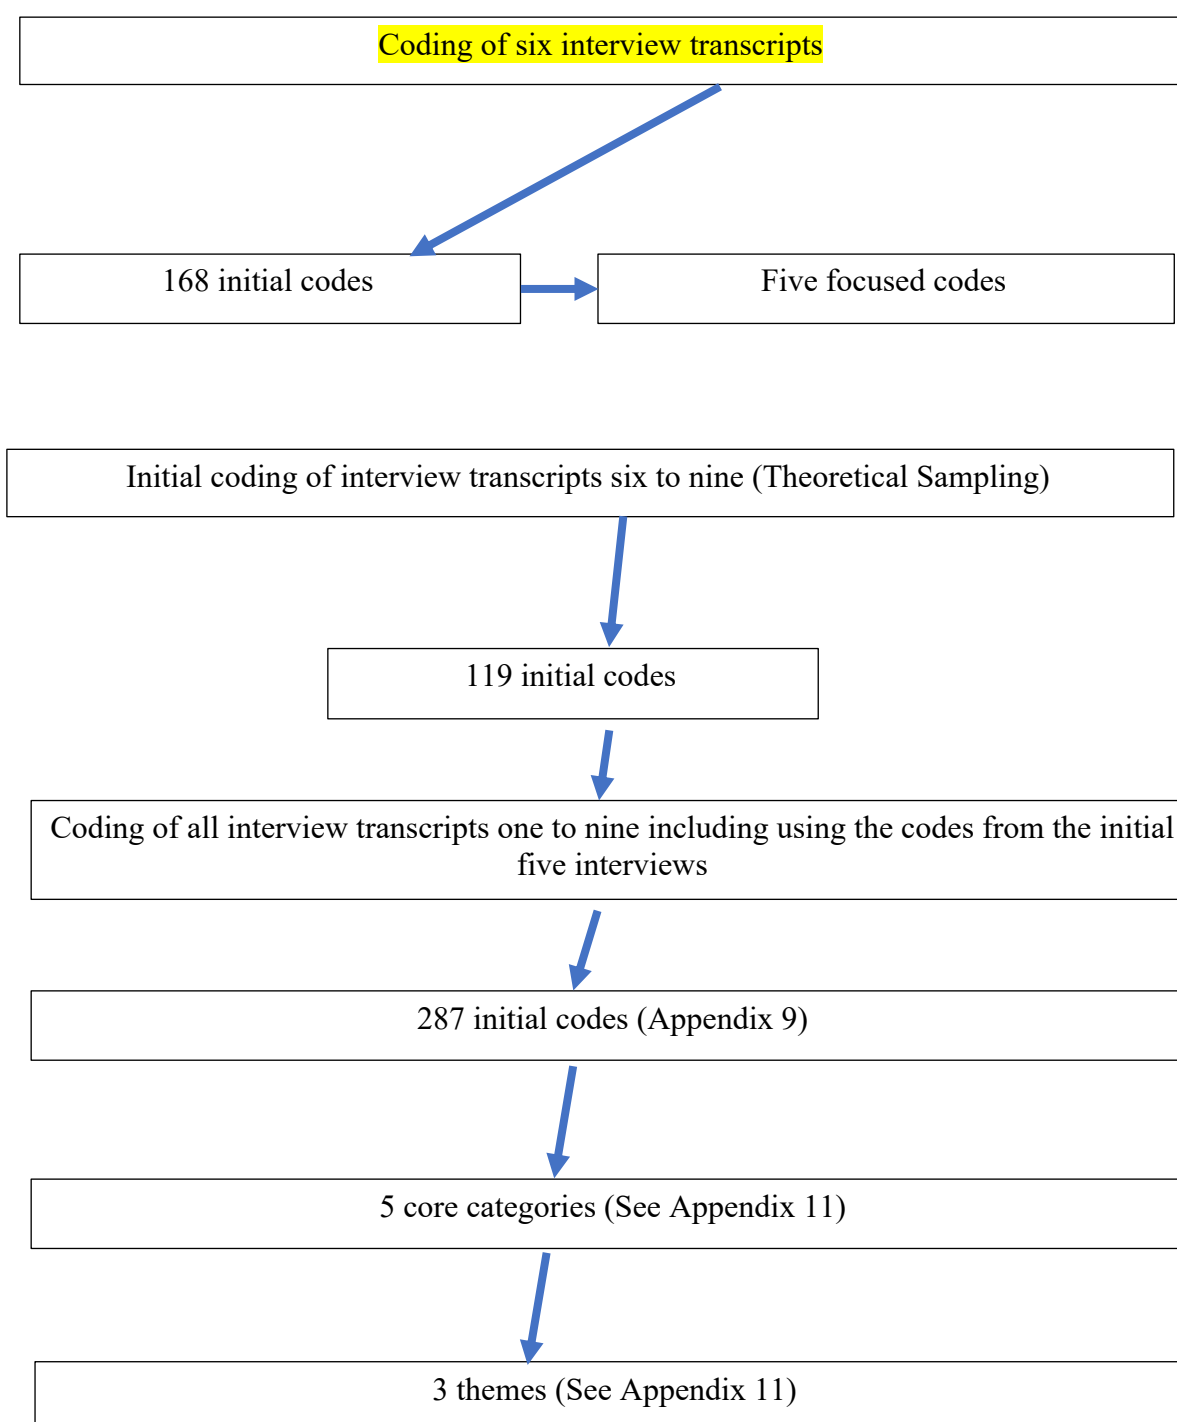 Coding of six interview transcripts
168 initial codes
Five focused codes
Initial coding of interview transcripts six to nine (Theoretical Sampling)
119 initial codes
Coding of all interview transcripts one to nine including using the codes from the initial
five interviews
287 initial codes (Appendix 9)
5 core categories (See Appendix 11)
3 themes (See Appendix 11)